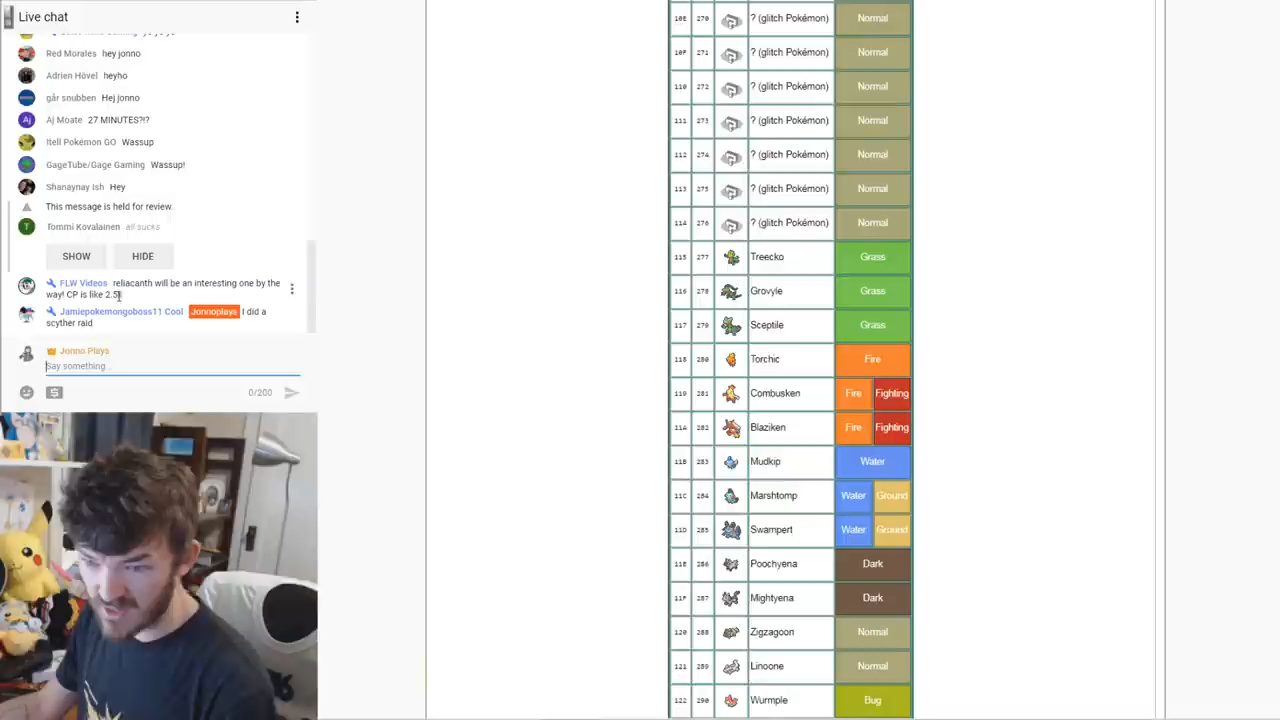 Live chat
Red Morales hey jonno
Adrien Hövel heyho
går snubben Hej jonno
Aj Moate 27 MINUTES?!?
Itell Pokémon GO Wassup
GageTube/Gage Gaming Wassup!
Shanaynay Ish Hey
This message is held for review.
T Tommi Kovalainen all sucks
SHOW HIDE
FLW Videos reliacanth will be an interesting one by the
way! CP is like 2.5
Jamiepokemongoboss11 Cool Jonnoplays I did a
scyther raid
Jonno Plays
Say something...
0/200
10E 270 ? (glitch Pokémon) Normal
10F 271 ? (glitch Pokémon) Normal
110 272 ? (glitch Pokémon) Normal
111 273 ? (glitch Pokémon) Normal
112 274 ? (glitch Pokémon) Normal
113 275 ? (glitch Pokémon) Normal
114 276 ? (glitch Pokémon) Normal
115 277 Treecko Grass
116 278 Grovyle Grass
117 279 Sceptile Grass
118 280 Torchic Fire
119 281 Combusken Fire Fighting
11A 282 Blaziken Fire Fighting
11B 283 Mudkip Water
11C 284 Marshtomp Water Ground
11D 285 Swampert Water Ground
11E 286 Poochyena Dark
11F 287 Mightyena Dark
120 288 Zigzagoon Normal
121 289 Linoone Normal
122 290 Wurmple Bug